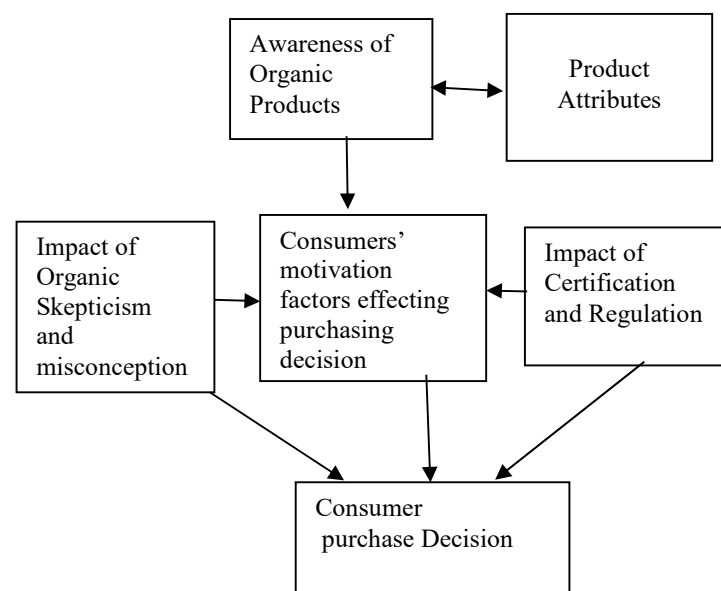 Awareness of
Organic
Products
Product
Attributes
Impact of
Organic
Skepticism
and
misconception
Consumers’
motivation
factors effecting
purchasing
decision
Impact of
Certification
and Regulation
Consumer
purchase Decision